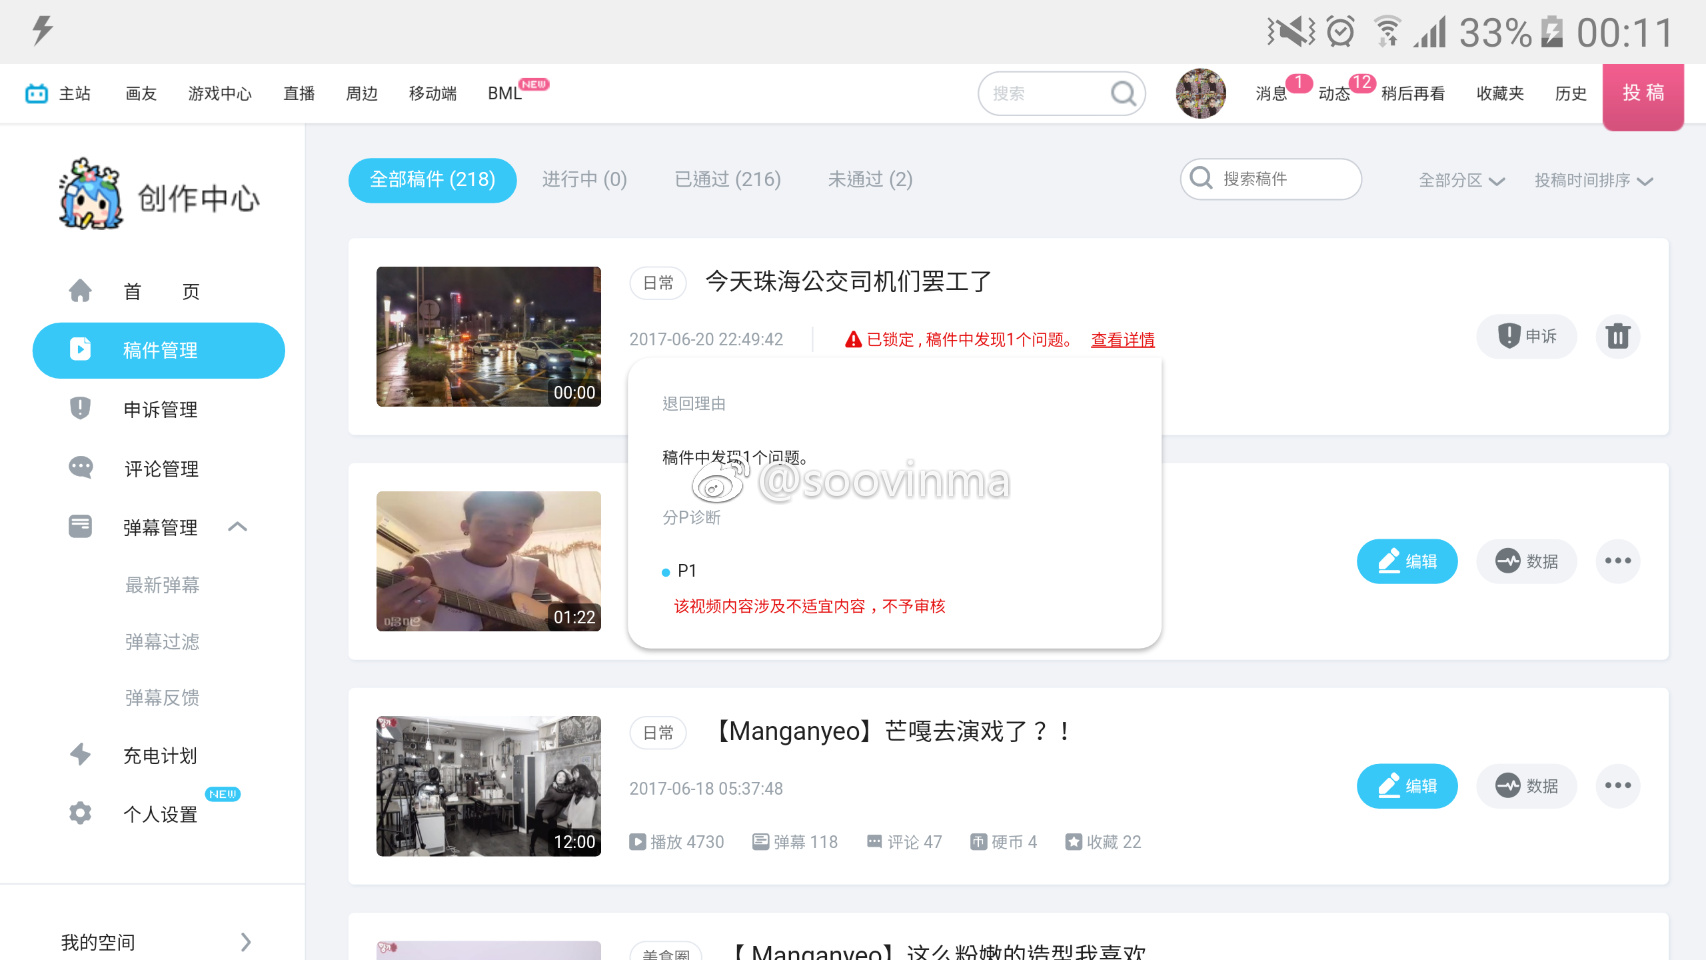 33% 00:11
主站 画友 游戏中心 直播 周边 移动端 BML NEW 搜索 消息 1 动态 12 稍后再看 收藏夹 历史 投稿
创作中心
首 页
稿件管理
申诉管理
评论管理
弹幕管理
最新弹幕
弹幕过滤
弹幕反馈
充电计划
个人设置 NEW
我的空间
全部稿件 (218) 进行中 (0) 已通过 (216) 未通过 (2) 搜索稿件 全部分区 投稿时间排序
日常 今天珠海公交司机们罢工了
2017-06-20 22:49:42 已锁定,稿件中发现1个问题。 查看详情 申诉
00:00
退回理由
稿件中发现1个问题。
@soovinma
分P诊断
P1
该视频内容涉及不适宜内容,不予审核
01:22
编辑 数据
日常 【Manganyeo】芒嘎去演戏了?!
2017-06-18 05:37:48
编辑 数据
12:00
播放 4730 弹幕 118 评论 47 硬币 4 收藏 22
美食圈 【 Manganyeo】这么粉嫩的造型我喜欢